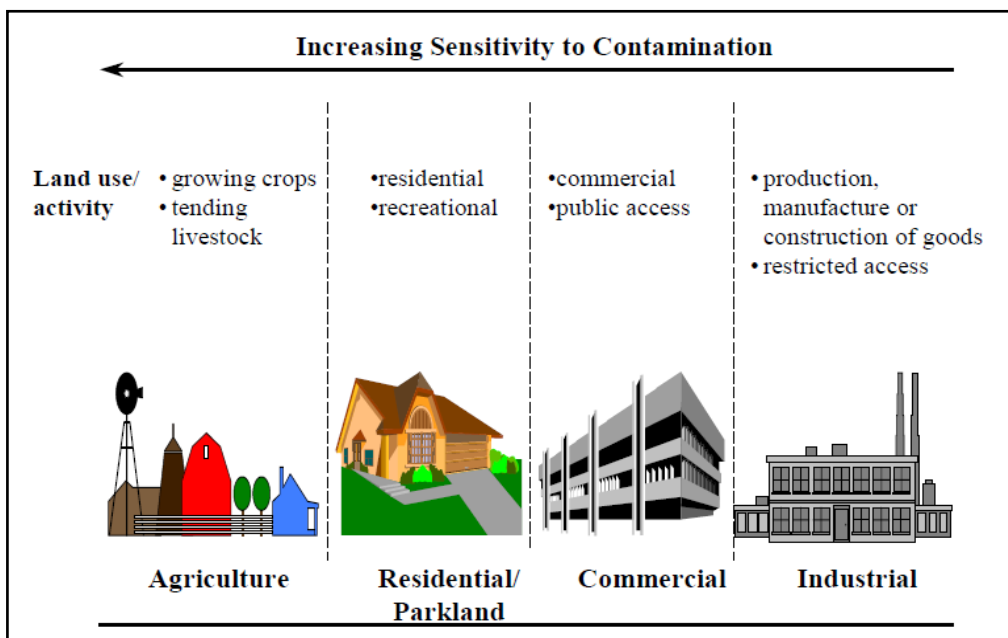 Increasing Sensitivity to Contamination
Land use/
activity
• growing crops
• tending
livestock
•residential
•recreational
•commercial
•public access
• production,
manufacture or
construction of goods
• restricted access
Agriculture
Residential/
Parkland
Commercial
Industrial